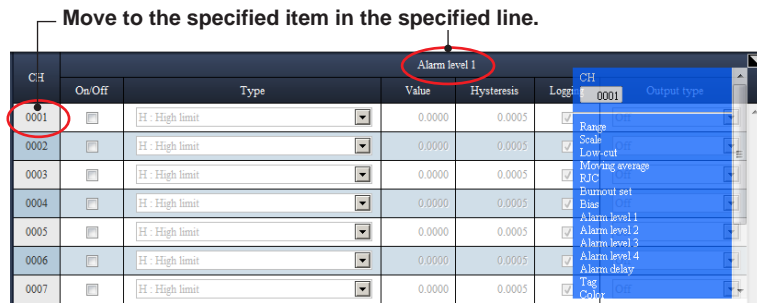 Move to the specified item in the specified line.
CH
Alarm level 1
On/Off Type Value Hysteresis Logging Output type
0001 H : High limit 0.0000 0.0005 Off
0002 H : High limit 0.0000 0.0005
0003 H : High limit 0.0000 0.0005
0004 H : High limit 0.0000 0.0005 Off
0005 H : High limit 0.0000 0.0005
0006 H : High limit 0.0000 0.0005
0007 H : High limit 0.0000 0.0005
CH
0001
Range
Scale
Low-cut
Moving average
RJC
Burnout set
Bias
Alarm level 1
Alarm level 2
Alarm level 3
Alarm level 4
Alarm delay
Tag
Color